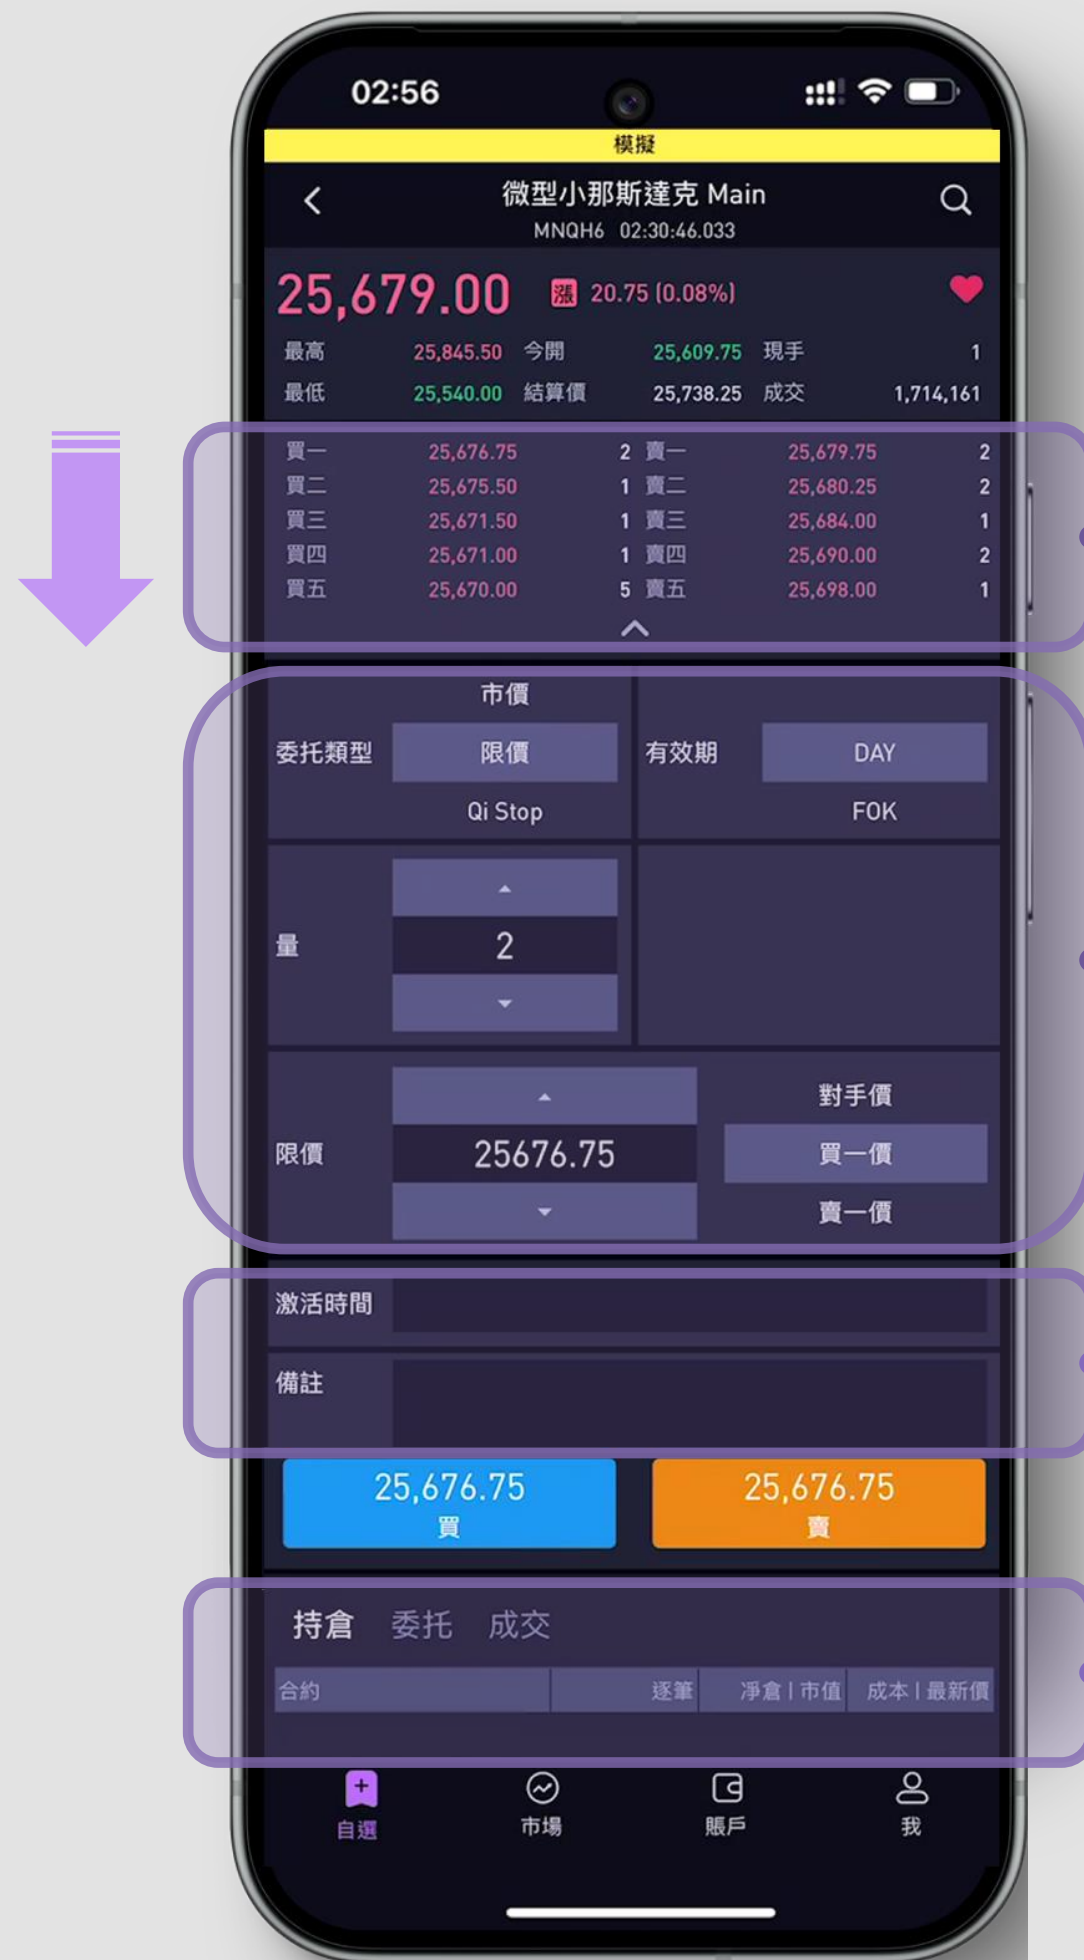 02:56
模擬
微型小那斯達克 Main
MNQH6 02:30:46.033
25,679.00 漲 20.75 (0.08%)
最高 25,845.50 今開 25,609.75 現手 1
最低 25,540.00 結算價 25,738.25 成交 1,714,161
買一 25,676.75 2 賣一 25,679.75 2
買二 25,675.50 1 賣二 25,680.25 2
買三 25,671.50 1 賣三 25,684.00 1
買四 25,671.00 1 賣四 25,690.00 2
買五 25,670.00 5 賣五 25,698.00 1
市價
委托類型 限價 有效期 DAY
Qi Stop FOK
量 2
對手價
限價 25676.75 買一價
賣一價
激活時間
備註
25,676.75 25,676.75
買 賣
持倉 委托 成交
合約 逐筆 凈倉 | 市值 成本 | 最新價
自選 市場 賬戶 我